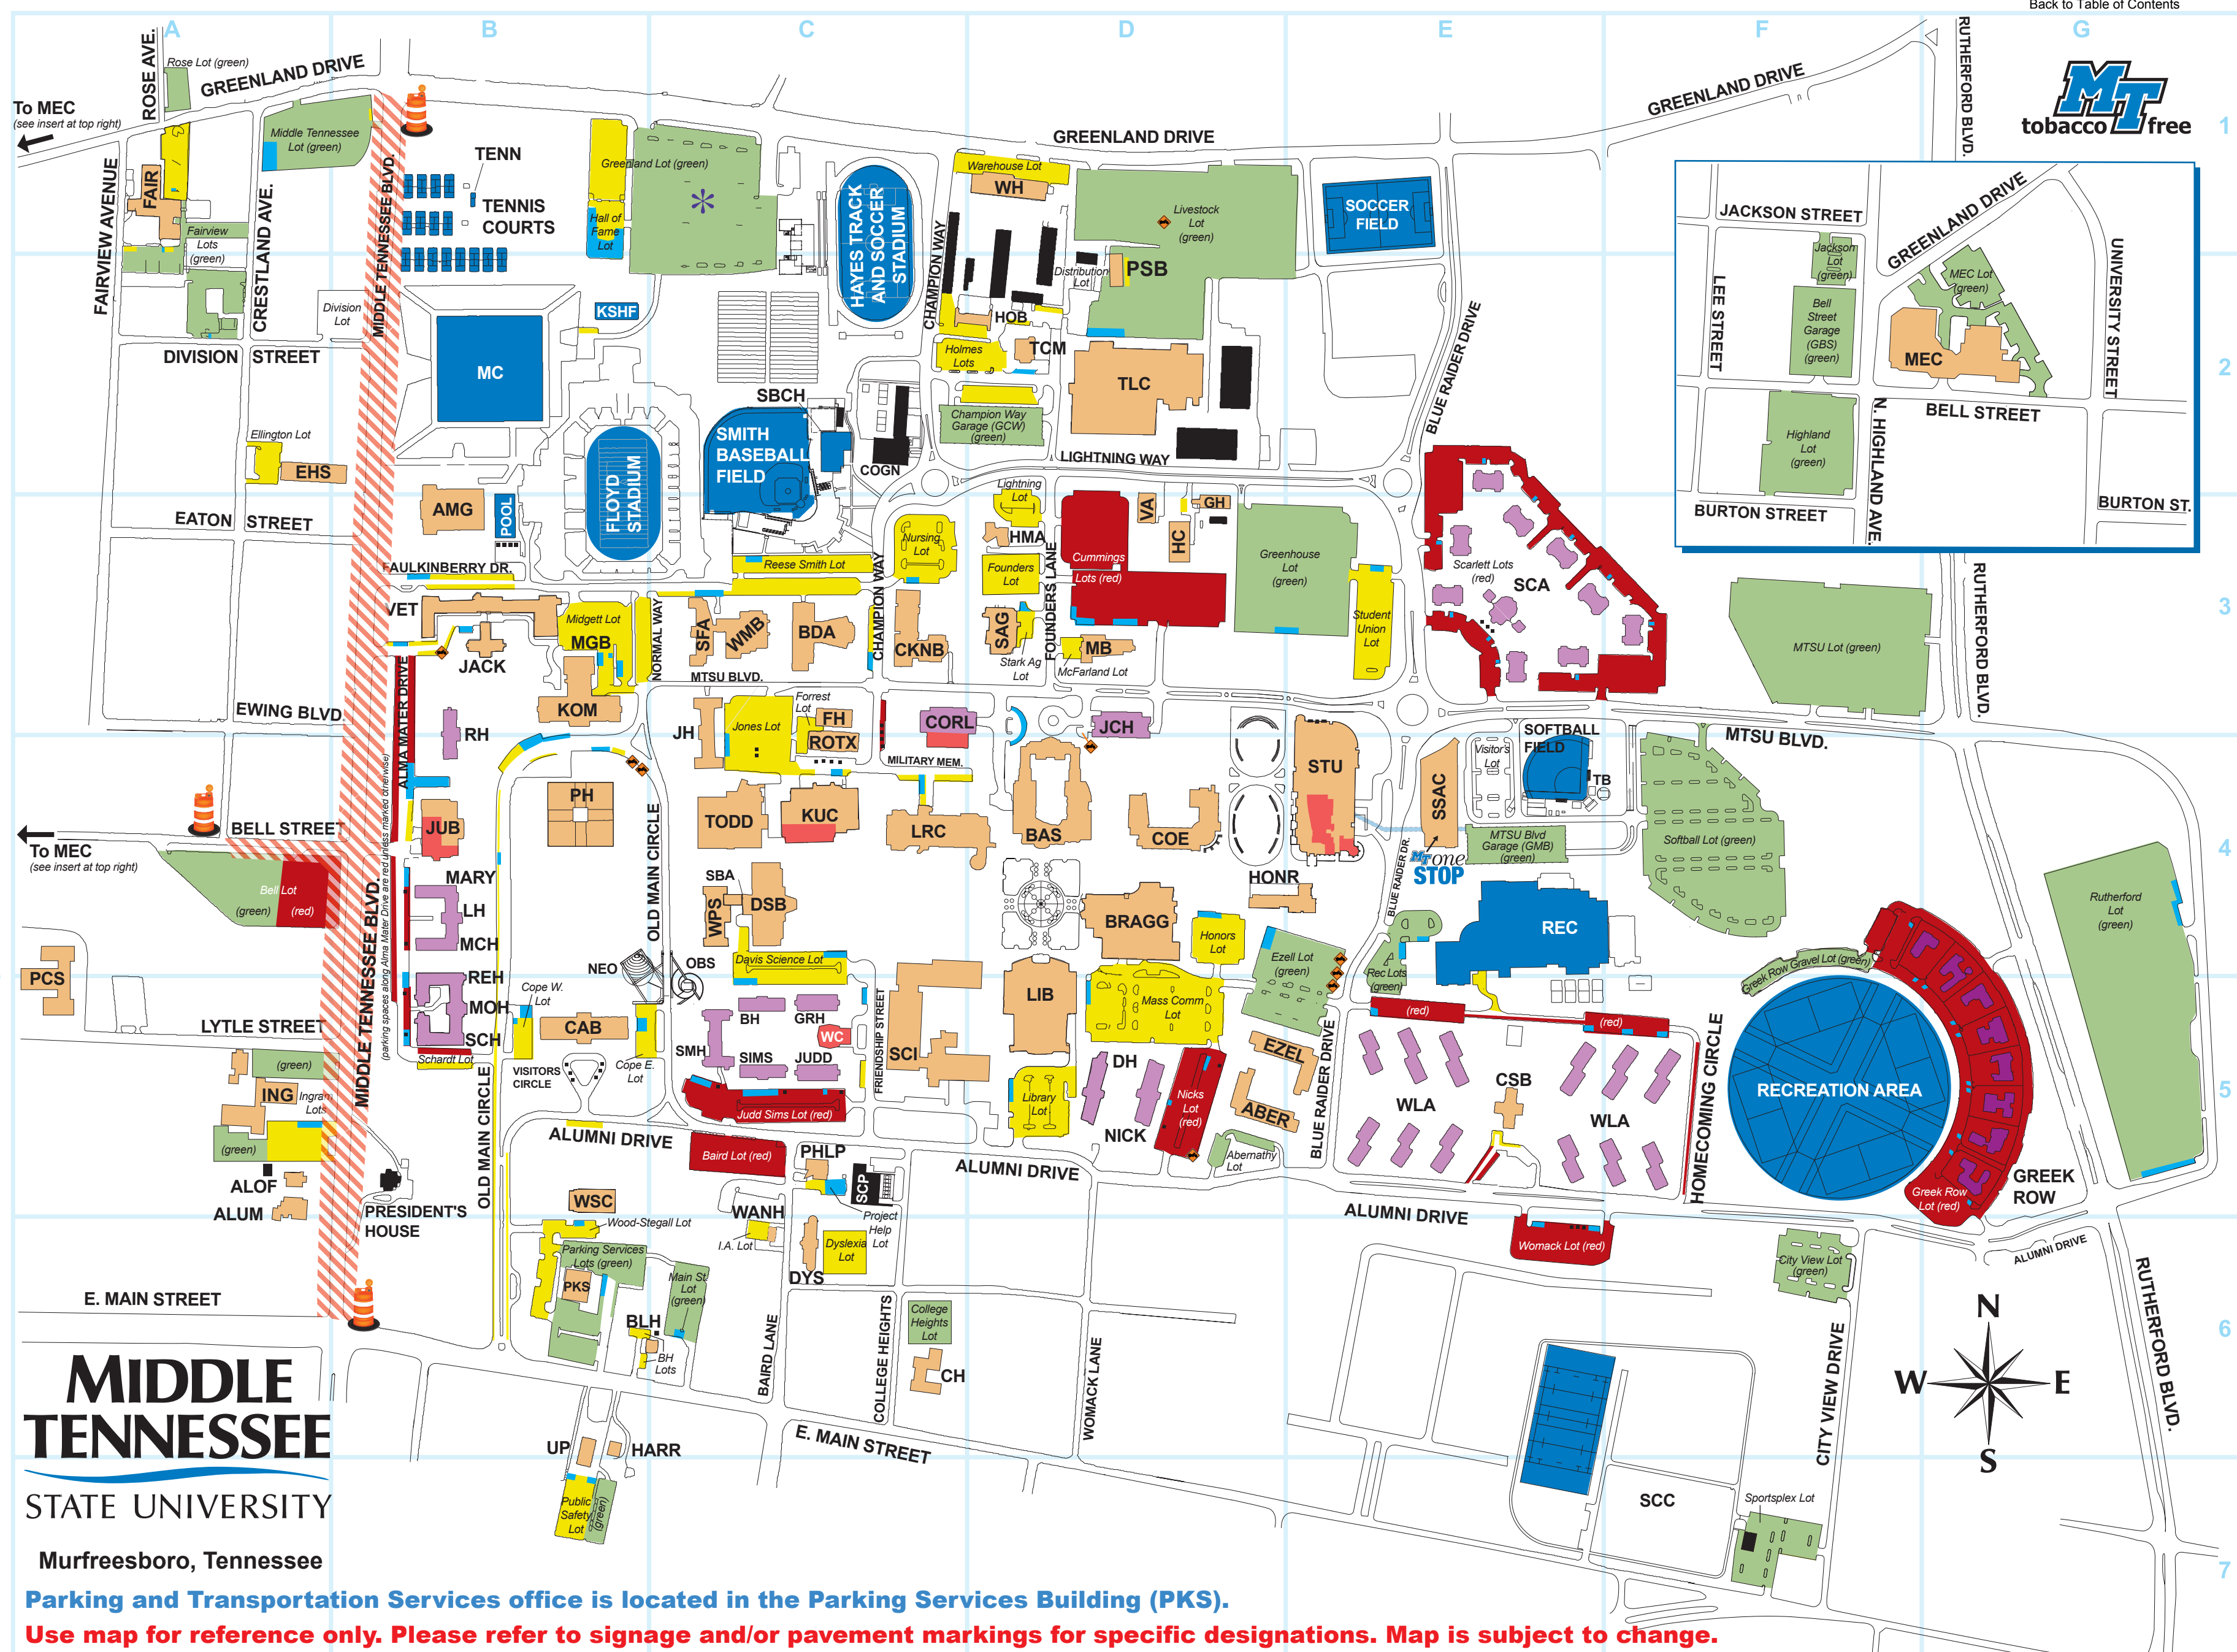 Back to Table of Contents
A
B
C
D
E
F
G
1
2
3
4
5
6
7
ROSE AVE.
Rose Lot (green)
GREENLAND DRIVE
To MEC
(see insert at top right)
Middle Tennessee
Lot (green)
FAIRVIEW AVENUE
FAIR
Fairview
Lots
(green)
CRESTLAND AVE.
MIDDLE TENNESSEE BLVD.
Division
Lot
DIVISION STREET
TENN
TENNIS
COURTS
Greenland Lot (green)
Hall of
Fame
Lot
KSHF
MC
HAYES TRACK
AND SOCCER
STADIUM
CHAMPION WAY
GREENLAND DRIVE
Warehouse Lot
WH
Livestock
Lot
(green)
Distribution
Lot
PSB
HOB
Holmes
Lots
TCM
TLC
Champion Way
Garage (GCW)
(green)
LIGHTNING WAY
SOCCER
FIELD
BLUE RAIDER DRIVE
GREENLAND DRIVE
RUTHERFORD BLVD.
MT
tobacco free
JACKSON STREET
GREENLAND DRIVE
Jackson
Lot
(green)
MEC Lot
(green)
LEE STREET
Bell
Street
Garage
(GBS)
(green)
MEC
UNIVERSITY STREET
BELL STREET
Highland
Lot
(green)
N. HIGHLAND AVE.
BURTON STREET
BURTON ST.
Ellington Lot
EHS
EATON STREET
AMG
POOL
FLOYD
STADIUM
SBCH
SMITH
BASEBALL
FIELD
COGN
FAULKINBERRY DR.
VET
JACK
Midgett Lot
MGB
KOM
NORMAL WAY
Reese Smith Lot
SFA
WMB
BDA
CHAMPION WAY
Nursing
Lot
CKNB
Lightning
Lot
HMA
Founders
Lot
SAG
Stark Ag
Lot
FOUNDERS LANE
Cummings
Lots (red)
VA
HC
GH
MB
McFarland Lot
Greenhouse
Lot
(green)
Student
Union
Lot
Scarlett Lots
(red)
SCA
MTSU Lot (green)
RUTHERFORD BLVD.
MTSU BLVD.
EWING BLVD.
ALMA MATER DRIVE
(parking spaces along Alma Mater Drive are red unless marked otherwise)
RH
JH
Jones Lot
Forrest
Lot
FH
ROTX
CORL
MILITARY MEM.
JCH
STU
SSAC
Visitor's
Lot
SOFTBALL
FIELD
TB
MTSU BLVD.
BELL STREET
To MEC
(see insert at top right)
Bell Lot
(green)
(red)
JUB
PH
OLD MAIN CIRCLE
TODD
KUC
LRC
BAS
COE
BLUE RAIDER DR.
MT one
STOP
MTSU Blvd
Garage (GMB)
(green)
Softball Lot (green)
Rutherford
Lot
(green)
MARY
LH
MCH
REH
MOH
SCH
Schardt Lot
SBA
WPS
DSB
Davis Science Lot
NEO
OBS
BRAGG
HONR
Honors
Lot
Ezell Lot
(green)
Rec Lots
(green)
REC
Greek Row Gravel Lot (green)
PCS
LYTLE STREET
MIDDLE TENNESSEE BLVD.
Cope W.
Lot
CAB
Cope E.
Lot
VISITORS
CIRCLE
BH
GRH
WC
SMH
SIMS
JUDD
Judd Sims Lot (red)
FRIENDSHIP STREET
SCI
LIB
Mass Comm
Lot
Library
Lot
DH
NICK
Nicks
Lot
(red)
EZEL
ABER
Abernathy
Lot
BLUE RAIDER DRIVE
(red)
(red)
WLA
CSB
WLA
HOMECOMING CIRCLE
RECREATION AREA
Greek Row
Lot (red)
GREEK
ROW
(green)
ING
Ingram
Lots
(green)
ALOF
ALUM
PRESIDENT'S
HOUSE
OLD MAIN CIRCLE
ALUMNI DRIVE
Baird Lot (red)
PHLP
SCP
Project
Help
Lot
ALUMNI DRIVE
ALUMNI DRIVE
ALUMNI DRIVE
WSC
Wood-Stegall Lot
Parking Services
Lots (green)
PKS
Main St.
Lot
(green)
BLH
BH
Lots
WANH
I.A. Lot
DYS
Dyslexia
Lot
BAIRD LANE
COLLEGE HEIGHTS
College
Heights
Lot
CH
WOMACK LANE
Womack Lot (red)
City View Lot
(green)
CITY VIEW DRIVE
RUTHERFORD BLVD.
E. MAIN STREET
E. MAIN STREET
UP
HARR
Public
Safety
Lot
(green)
SCC
Sportsplex Lot
N
W
E
S
MIDDLE
TENNESSEE
STATE UNIVERSITY
Murfreesboro, Tennessee
Parking and Transportation Services office is located in the Parking Services Building (PKS).
Use map for reference only. Please refer to signage and/or pavement markings for specific designations. Map is subject to change.